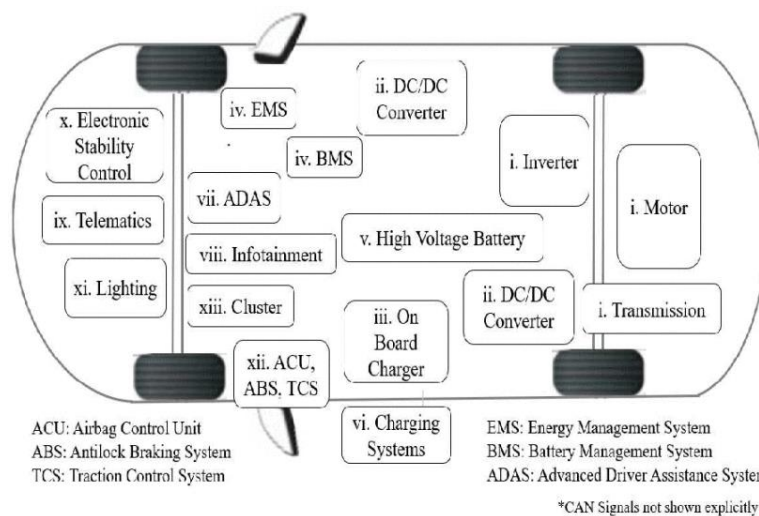 ii. DC/DC
Converter
iv. EMS
x. Electronic
Stability
Control
iv. BMS
i. Inverter
i. Motor
vii. ADAS
ix. Telematics
v. High Voltage Battery
viii. Infotainment
xi. Lighting
xiii. Cluster
ii. DC/DC
Converter
i. Transmission
iii. On
Board
Charger
xii. ACU,
ABS, TCS
vi. Charging
Systems
ACU: Airbag Control Unit
ABS: Antilock Braking System
TCS: Traction Control System
EMS: Energy Management System
BMS: Battery Management System
ADAS: Advanced Driver Assistance System
*CAN Signals not shown explicitly